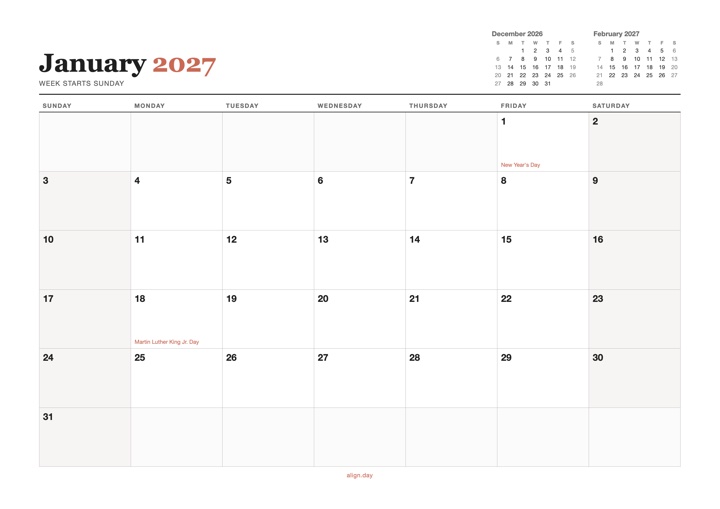 December 2026
S M T W T F S
1 2 3 4 5
6 7 8 9 10 11 12
13 14 15 16 17 18 19
20 21 22 23 24 25 26
27 28 29 30 31
February 2027
S M T W T F S
1 2 3 4 5 6
7 8 9 10 11 12 13
14 15 16 17 18 19 20
21 22 23 24 25 26 27
28
January 2027
WEEK STARTS SUNDAY
SUNDAY MONDAY TUESDAY WEDNESDAY THURSDAY FRIDAY SATURDAY
1 2
New Year's Day
3 4 5 6 7 8 9
10 11 12 13 14 15 16
17 18 19 20 21 22 23
Martin Luther King Jr. Day
24 25 26 27 28 29 30
31
align.day